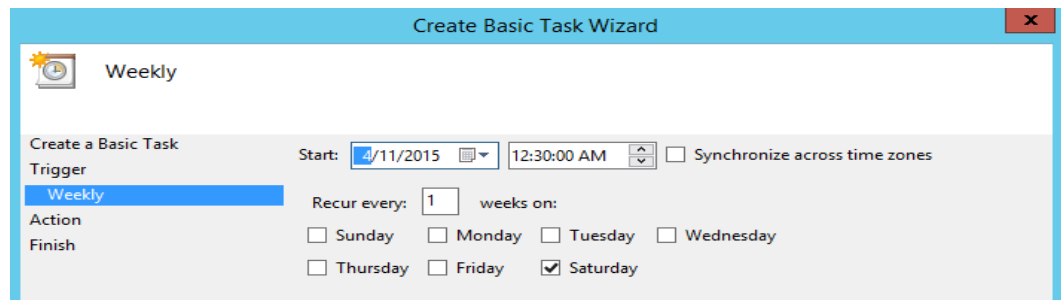 Create Basic Task Wizard
x
Weekly
Create a Basic Task
Trigger
Weekly
Action
Finish
Start: 4/11/2015 12:30:00 AM Synchronize across time zones
Recur every: 1 weeks on:
Sunday Monday Tuesday Wednesday
Thursday Friday Saturday